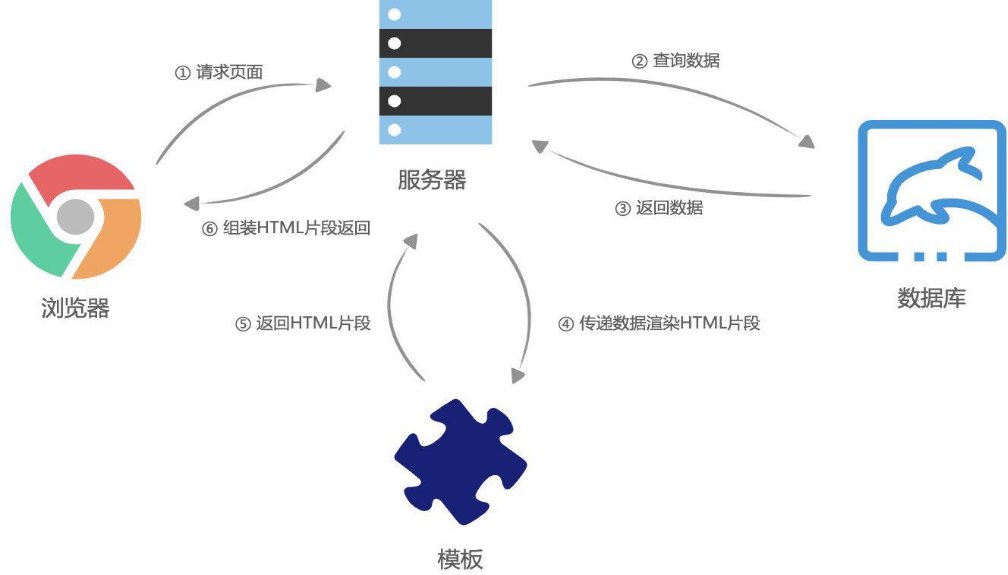 ① 请求页面
② 查询数据
服务器
③ 返回数据
⑥ 组装HTML片段返回
浏览器
数据库
⑤ 返回HTML片段
④ 传递数据渲染HTML片段
模板